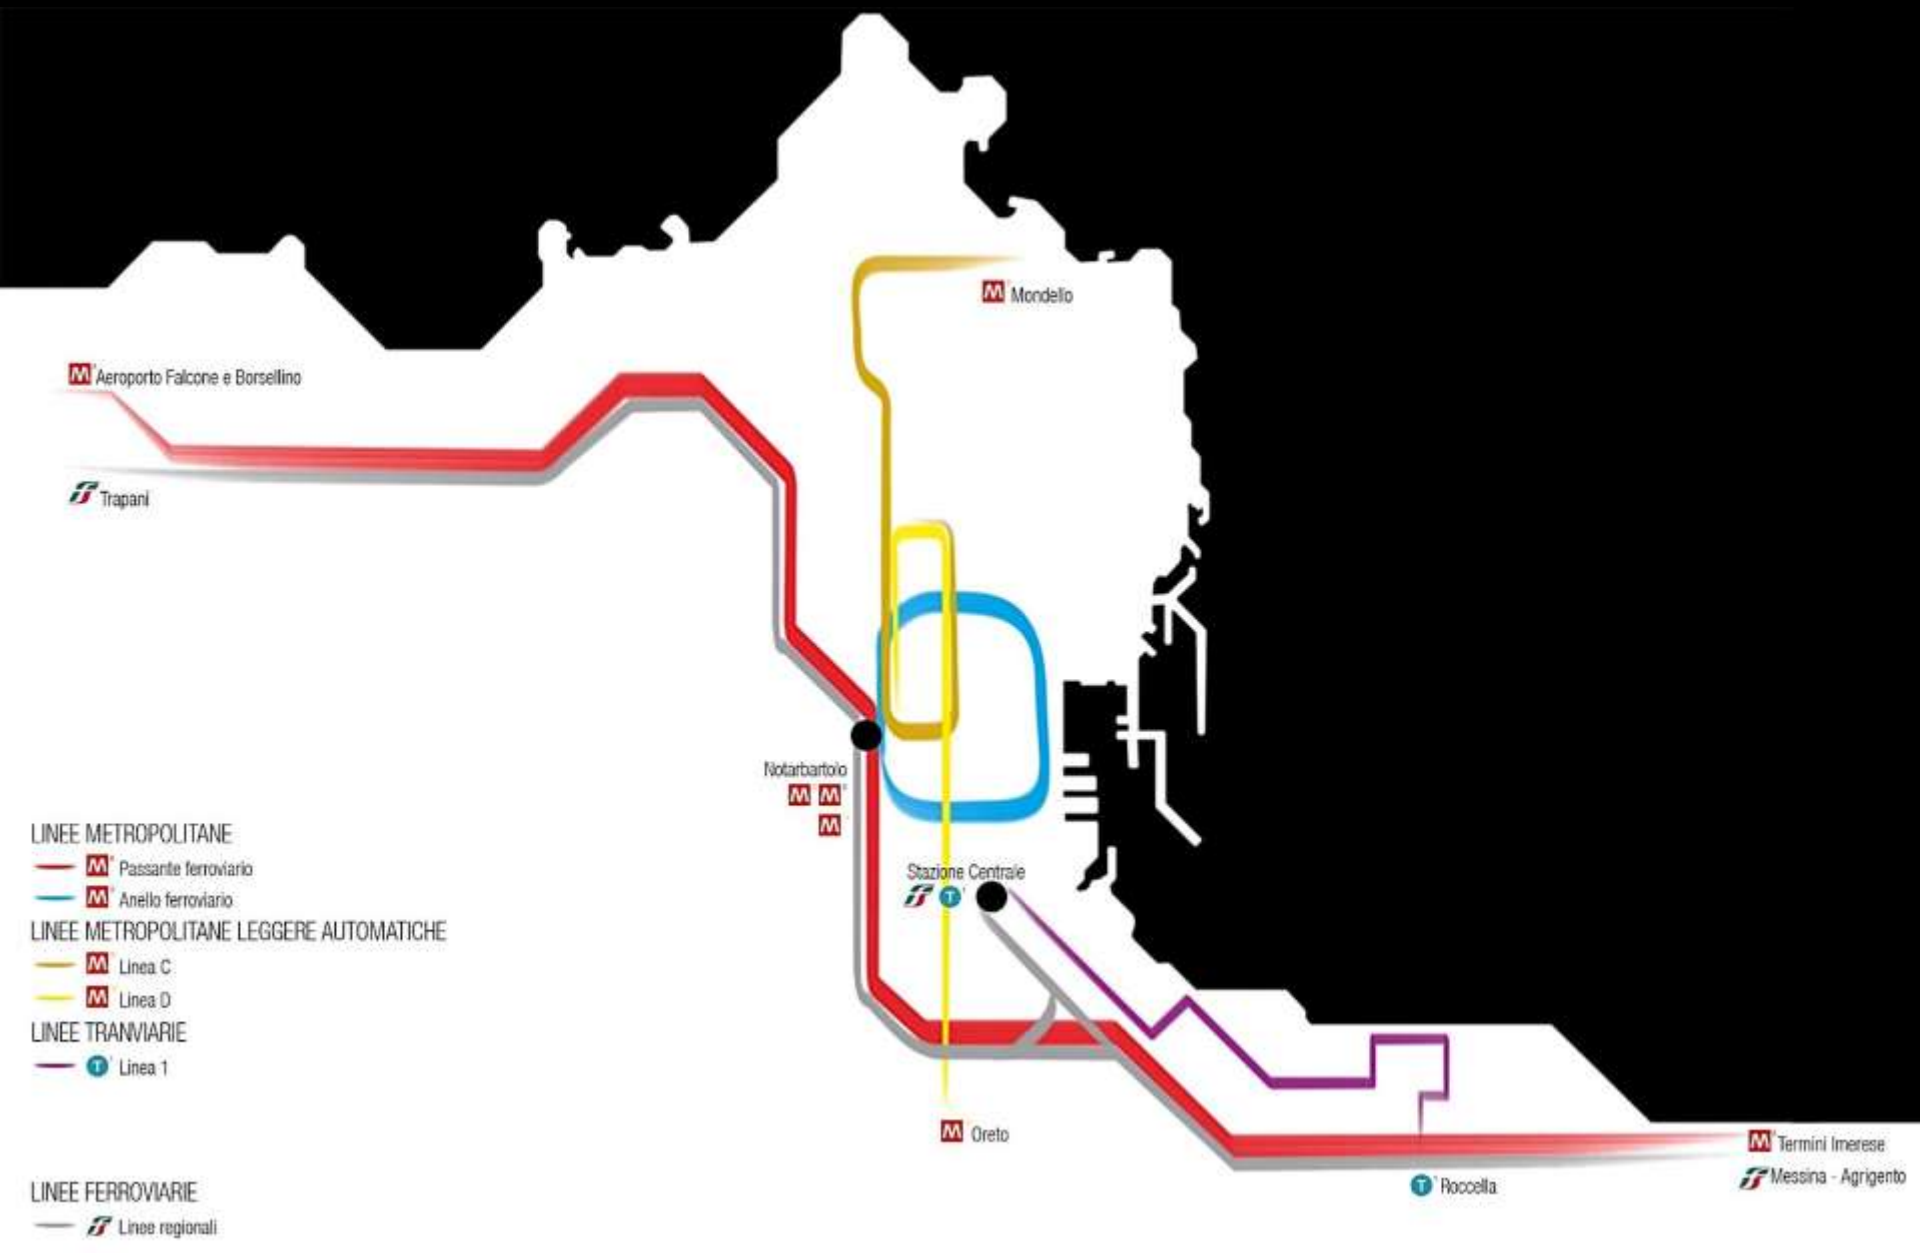 M Mondello
M Aeroporto Falcone e Borsellino
Trapani
Notarbartolo
M M
M
Stazione Centrale
T
LINEE METROPOLITANE
M Passante ferroviario
M Anello ferroviario
LINEE METROPOLITANE LEGGERE AUTOMATICHE
M Linea C
M Linea D
LINEE TRANVIARIE
T Linea 1
M Oreto
M Termini Imerese
Messina - Agrigento
T Roccella
LINEE FERROVIARIE
Linee regionali